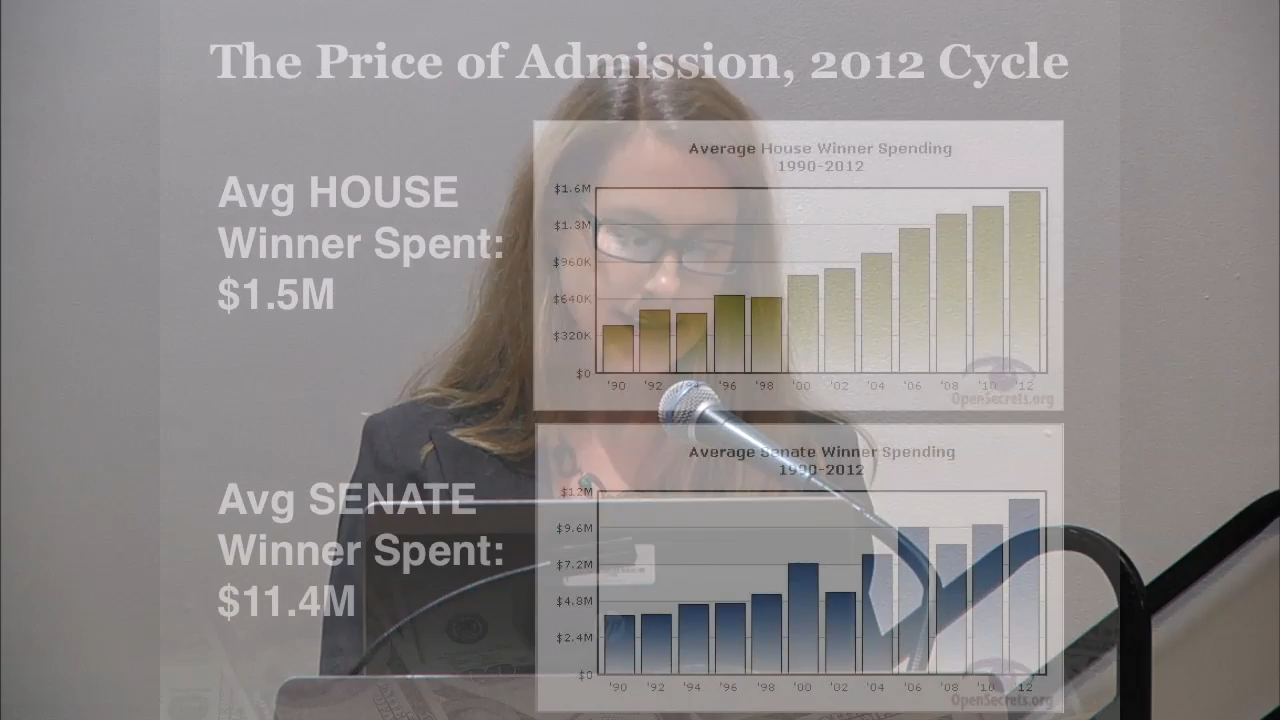 The Price of Admission, 2012 Cycle
Avg HOUSE
Winner Spent:
$1.5M
Average House Winner Spending
1990-2012
$1.6M
$1.3M
$960K
$640K
$320K
$0
'90 '92 '94 '96 '98 '00 '02 '04 '06 '08 '10 '12
OpenSecrets.org
Avg SENATE
Winner Spent:
$11.4M
Average Senate Winner Spending
1990-2012
$12M
$9.6M
$7.2M
$4.8M
$2.4M
$0
'90 '92 '94 '96 '98 '00 '02 '04 '06 '08 '10 '12
OpenSecrets.org